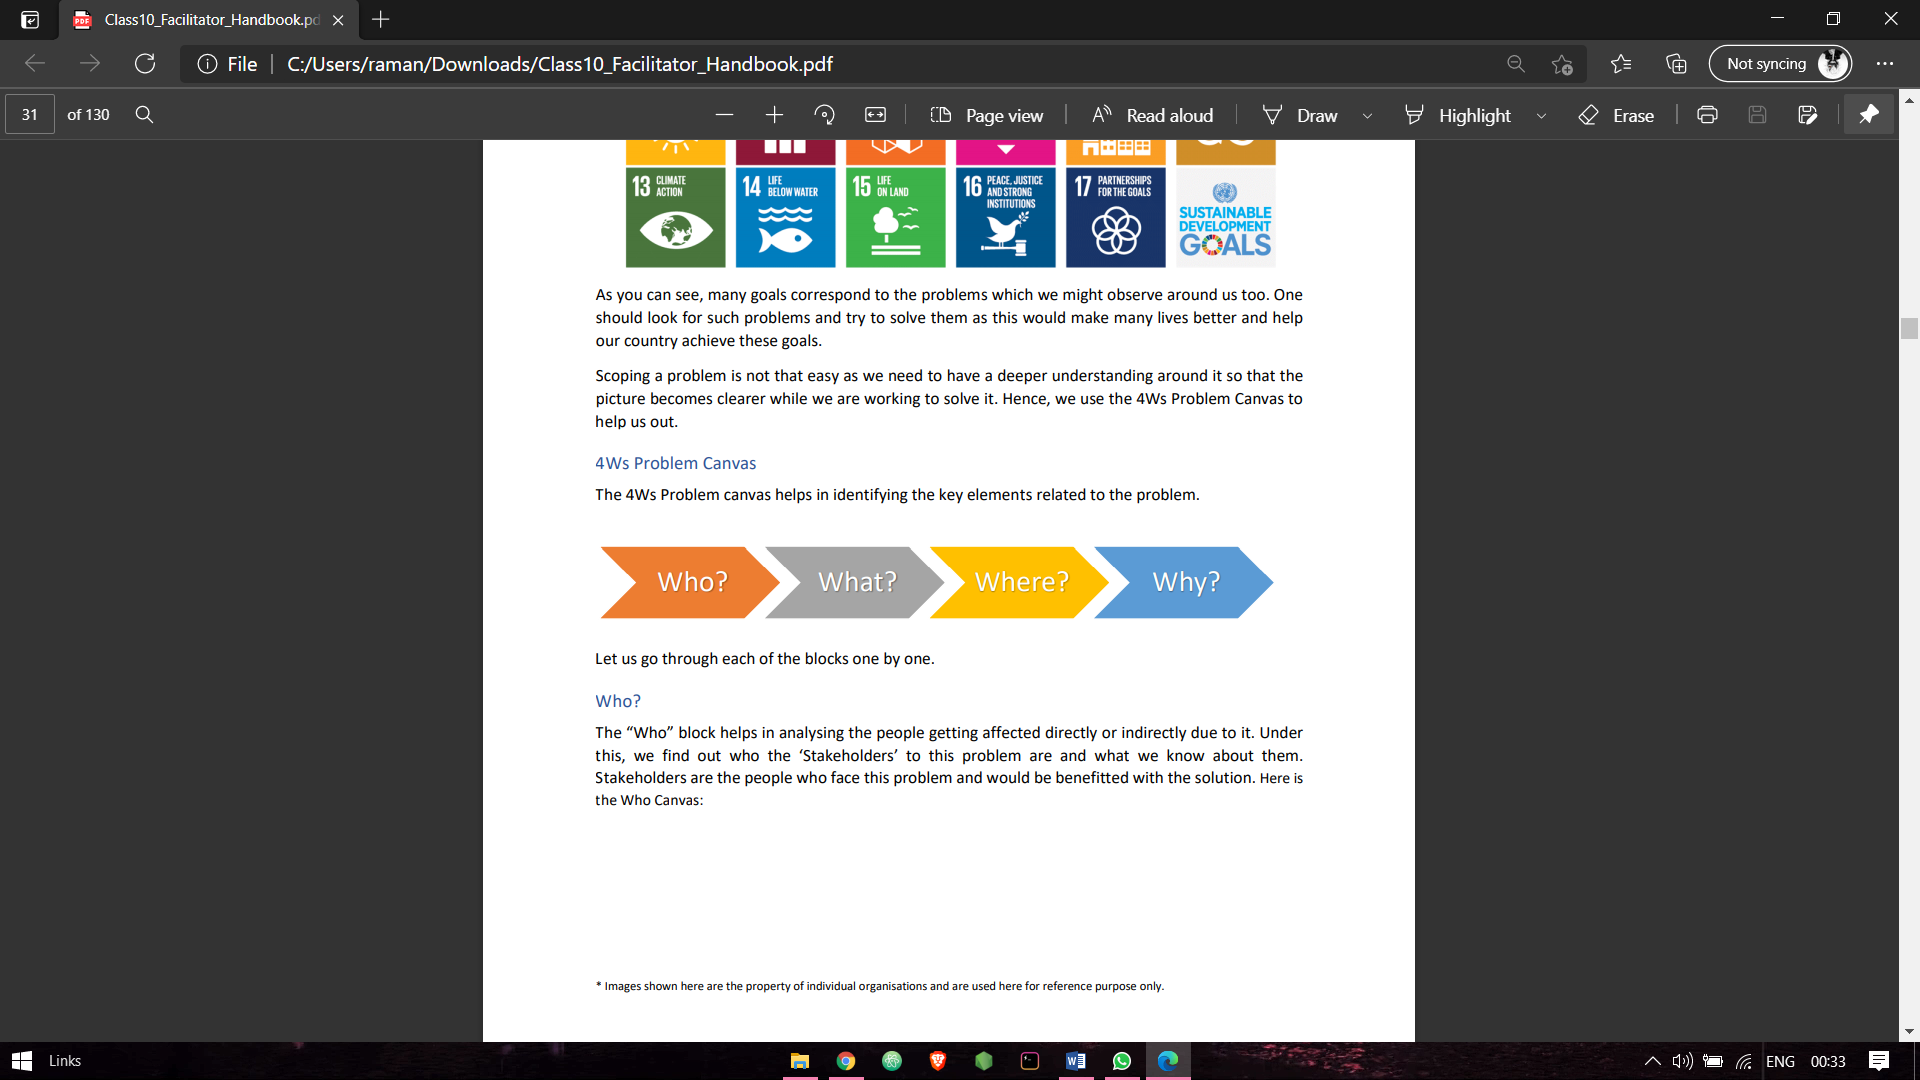 Class10_Facilitator_Handbook.pd
File
C:/Users/raman/Downloads/Class10_Facilitator_Handbook.pdf
Not syncing
31 of 130
Page view
Read aloud
Draw
Highlight
Erase
13 CLIMATE ACTION
14 LIFE BELOW WATER
15 LIFE ON LAND
16 PEACE, JUSTICE AND STRONG INSTITUTIONS
17 PARTNERSHIPS FOR THE GOALS
SUSTAINABLE
DEVELOPMENT
GOALS
As you can see, many goals correspond to the problems which we might observe around us too. One
should look for such problems and try to solve them as this would make many lives better and help
our country achieve these goals.
Scoping a problem is not that easy as we need to have a deeper understanding around it so that the
picture becomes clearer while we are working to solve it. Hence, we use the 4Ws Problem Canvas to
help us out.
4Ws Problem Canvas
The 4Ws Problem canvas helps in identifying the key elements related to the problem.
Who? What? Where? Why?
Let us go through each of the blocks one by one.
Who?
The “Who” block helps in analysing the people getting affected directly or indirectly due to it. Under
this, we find out who the ‘Stakeholders’ to this problem are and what we know about them.
Stakeholders are the people who face this problem and would be benefitted with the solution. Here is
the Who Canvas:
* Images shown here are the property of individual organisations and are used here for reference purpose only.
Links
ENG 00:33